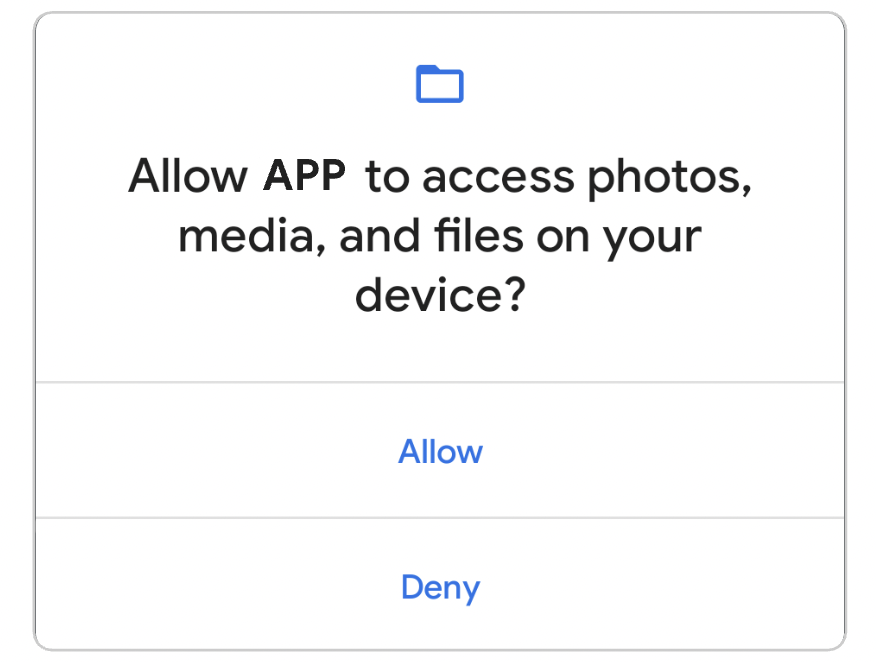 Allow APP to access photos,
media, and files on your
device?
Allow
Deny